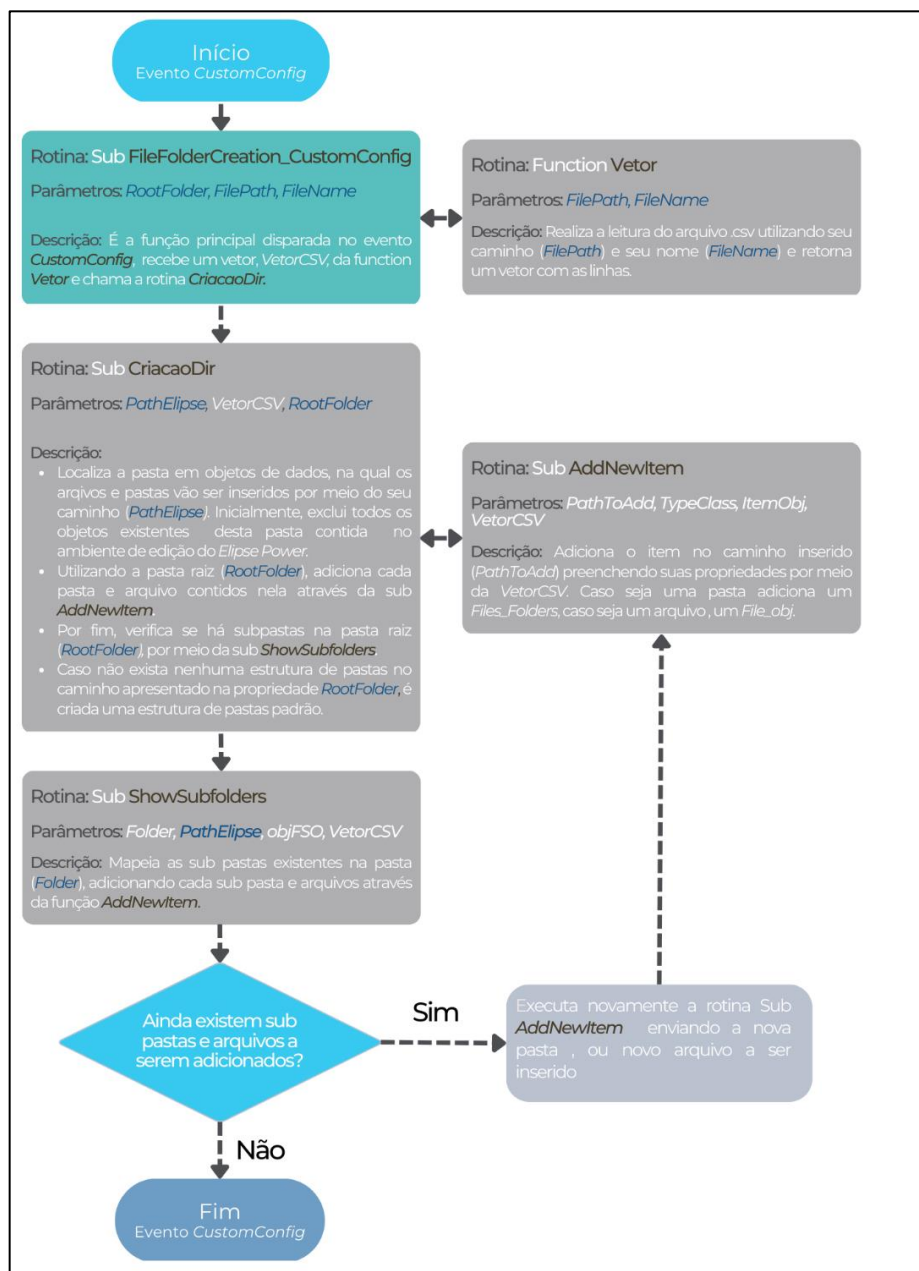 Início
Evento CustomConfig
Rotina: Sub FileFolderCreation_CustomConfig
Parâmetros: RootFolder, FilePath, FileName
Descrição: É a função principal disparada no evento
CustomConfig, recebe um vetor, VetorCSV, da function
Vetor e chama a rotina CriacaoDir.
Rotina: Function Vetor
Parâmetros: FilePath, FileName
Descrição: Realiza a leitura do arquivo .csv utilizando seu
caminho (FilePath) e seu nome (FileName) e retorna
um vetor com as linhas.
Rotina: Sub CriacaoDir
Parâmetros: PathElipse, VetorCSV, RootFolder
Descrição:
• Localiza a pasta em objetos de dados, na qual os
arqivos e pastas vão ser inseridos por meio do seu
caminho (PathElipse). Inicialmente, exclui todos os
objetos existentes desta pasta contida no
ambiente de edição do Elipse Power.
• Utilizando a pasta raiz (RootFolder), adiciona cada
pasta e arquivo contidos nela através da sub
AddNewItem.
• Por fim, verifica se há subpastas na pasta raiz
(RootFolder), por meio da sub ShowSubfolders.
• Caso não exista nenhuma estrutura de pastas no
caminho apresentado na propriedade RootFolder, é
criada uma estrutura de pastas padrão.
Rotina: Sub AddNewItem
Parâmetros: PathToAdd, TypeClass, ItemObj,
VetorCSV
Descrição: Adiciona o item no caminho inserido
(PathToAdd) preenchendo suas propriedades por meio
da VetorCSV. Caso seja uma pasta adiciona um
Files_Folders, caso seja um arquivo , um File_obj.
Rotina: Sub ShowSubfolders
Parâmetros: Folder, PathElipse, objFSO, VetorCSV
Descrição: Mapeia as sub pastas existentes na pasta
(Folder), adicionando cada sub pasta e arquivos através
da função AddNewItem.
Ainda existem sub
pastas e arquivos a
serem adicionados?
Sim
Executa novamente a rotina Sub
AddNewItem enviando a nova
pasta , ou novo arquivo a ser
inserido
Não
Fim
Evento CustomConfig